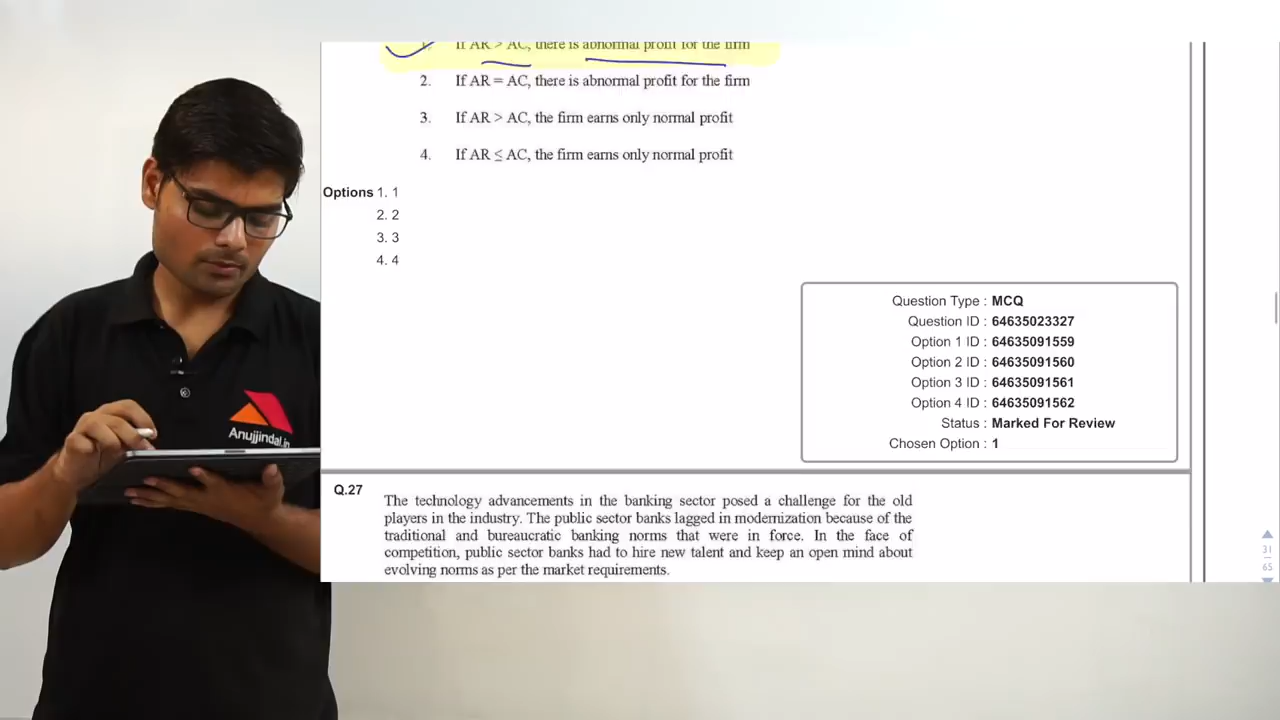 1. If AR > AC, there is abnormal profit for the firm
2. If AR = AC, there is abnormal profit for the firm
3. If AR > AC, the firm earns only normal profit
4. If AR ≤ AC, the firm earns only normal profit
Options 1. 1
2. 2
3. 3
4. 4
Question Type : MCQ
Question ID : 64635023327
Option 1 ID : 64635091559
Option 2 ID : 64635091560
Option 3 ID : 64635091561
Option 4 ID : 64635091562
Status : Marked For Review
Chosen Option : 1
Anujjindal.in
Q.27
The technology advancements in the banking sector posed a challenge for the old
players in the industry. The public sector banks lagged in modernization because of the
traditional and bureaucratic banking norms that were in force. In the face of
competition, public sector banks had to hire new talent and keep an open mind about
evolving norms as per the market requirements.
31
65